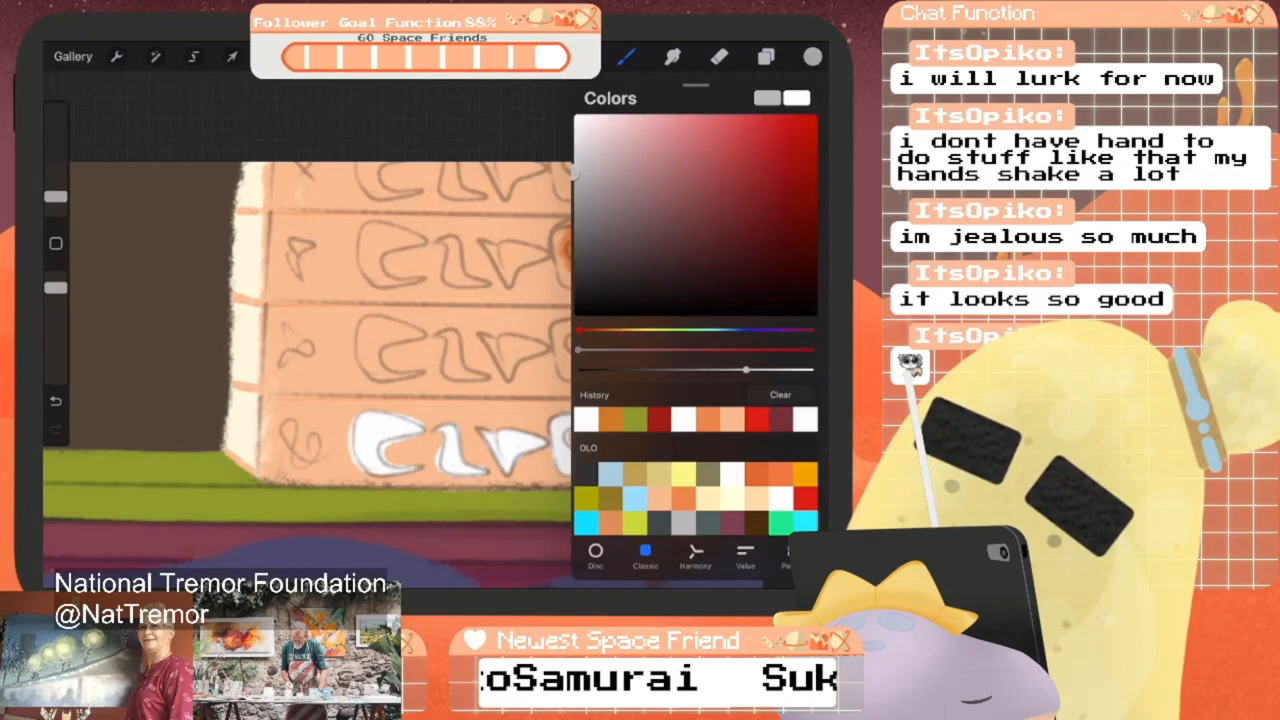 Follower Goal Function 88%
60 Space Friends
Gallery
Colors
History
Clear
OLO
Disc
Classic
Harmony
Value
Chat Function
ItsOpiko:
i will lurk for now
ItsOpiko:
i dont have hand to
do stuff like that my
hands shake a lot
ItsOpiko:
im jealous so much
ItsOpiko:
it looks so good
National Tremor Foundation
@NatTremor
Newest Space Friend
oSamurai Suk